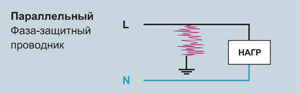 Параллельный
Фаза-защитный
проводник
L
НАГР
N